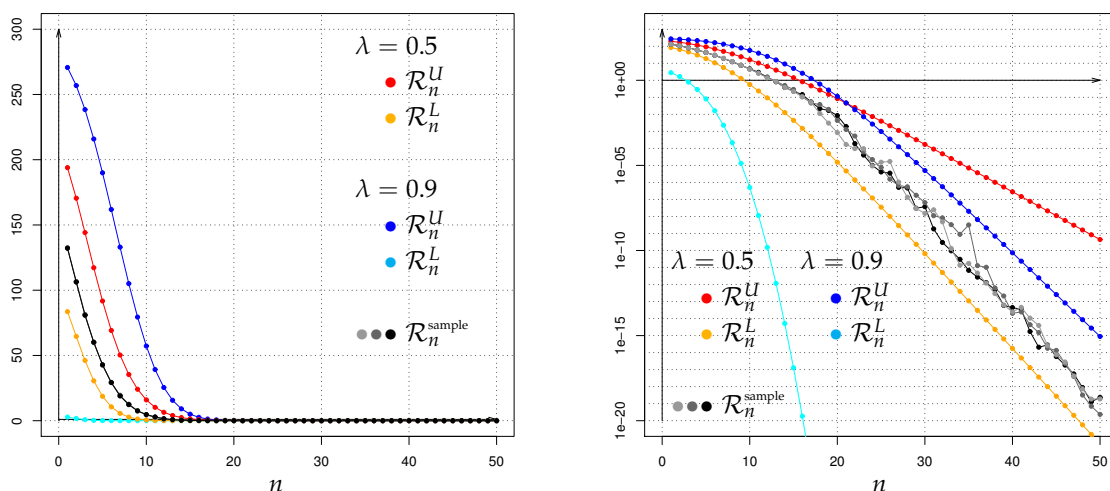 300
250
200
150
100
50
0
0 10 20 30 40 50
n
λ = 0.5
R_n^U
R_n^L
λ = 0.9
R_n^U
R_n^L
R_n^sample
1e+00
1e−05
1e−10
1e−15
1e−20
0 10 20 30 40 50
n
λ = 0.5 λ = 0.9
R_n^U R_n^U
R_n^L R_n^L
R_n^sample